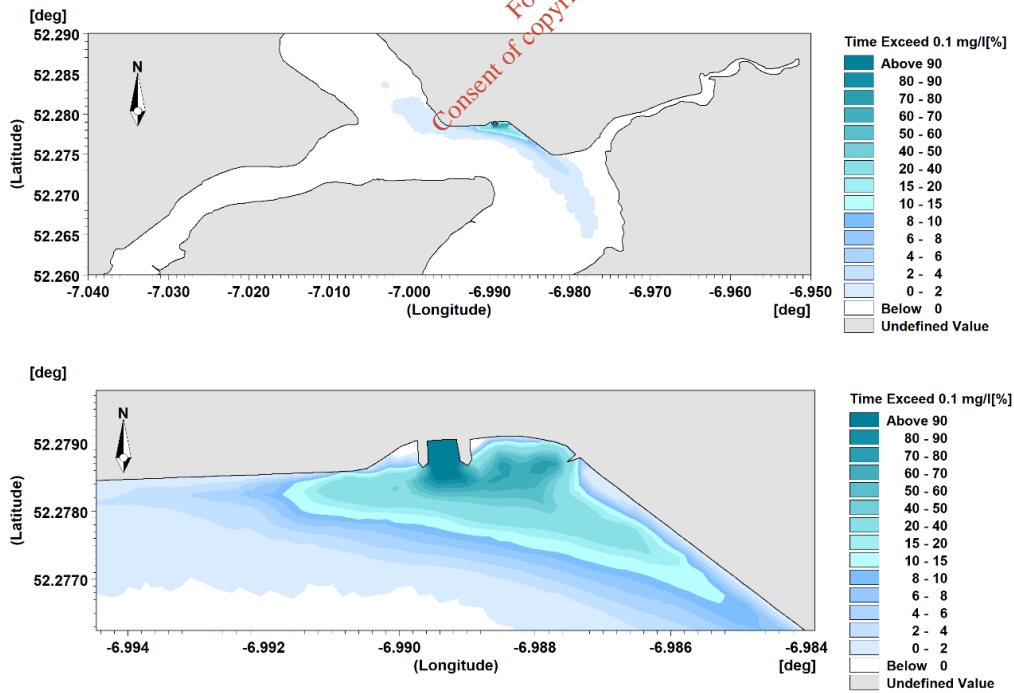 [deg]
52.290
52.285
52.280
52.275
52.270
52.265
52.260
(Latitude)
N
Fo
Consent of copyri
-7.040 -7.030 -7.010 -7.000 -6.990 -6.980 -6.970 -6.960 -6.950
(Longitude) [deg]
Time Exceed 0.1 mg/l[%]
Above 90
80 - 90
70 - 80
60 - 70
50 - 60
40 - 50
20 - 40
15 - 20
10 - 15
8 - 10
6 - 8
4 - 6
2 - 4
0 - 2
Below 0
Undefined Value
[deg]
52.2790
52.2780
52.2770
(Latitude)
N
-6.994 -6.992 -6.990 -6.988 -6.986 -6.984
(Longitude) [deg]
Time Exceed 0.1 mg/l[%]
Above 90
80 - 90
70 - 80
60 - 70
50 - 60
40 - 50
20 - 40
15 - 20
10 - 15
8 - 10
6 - 8
4 - 6
2 - 4
0 - 2
Below 0
Undefined Value